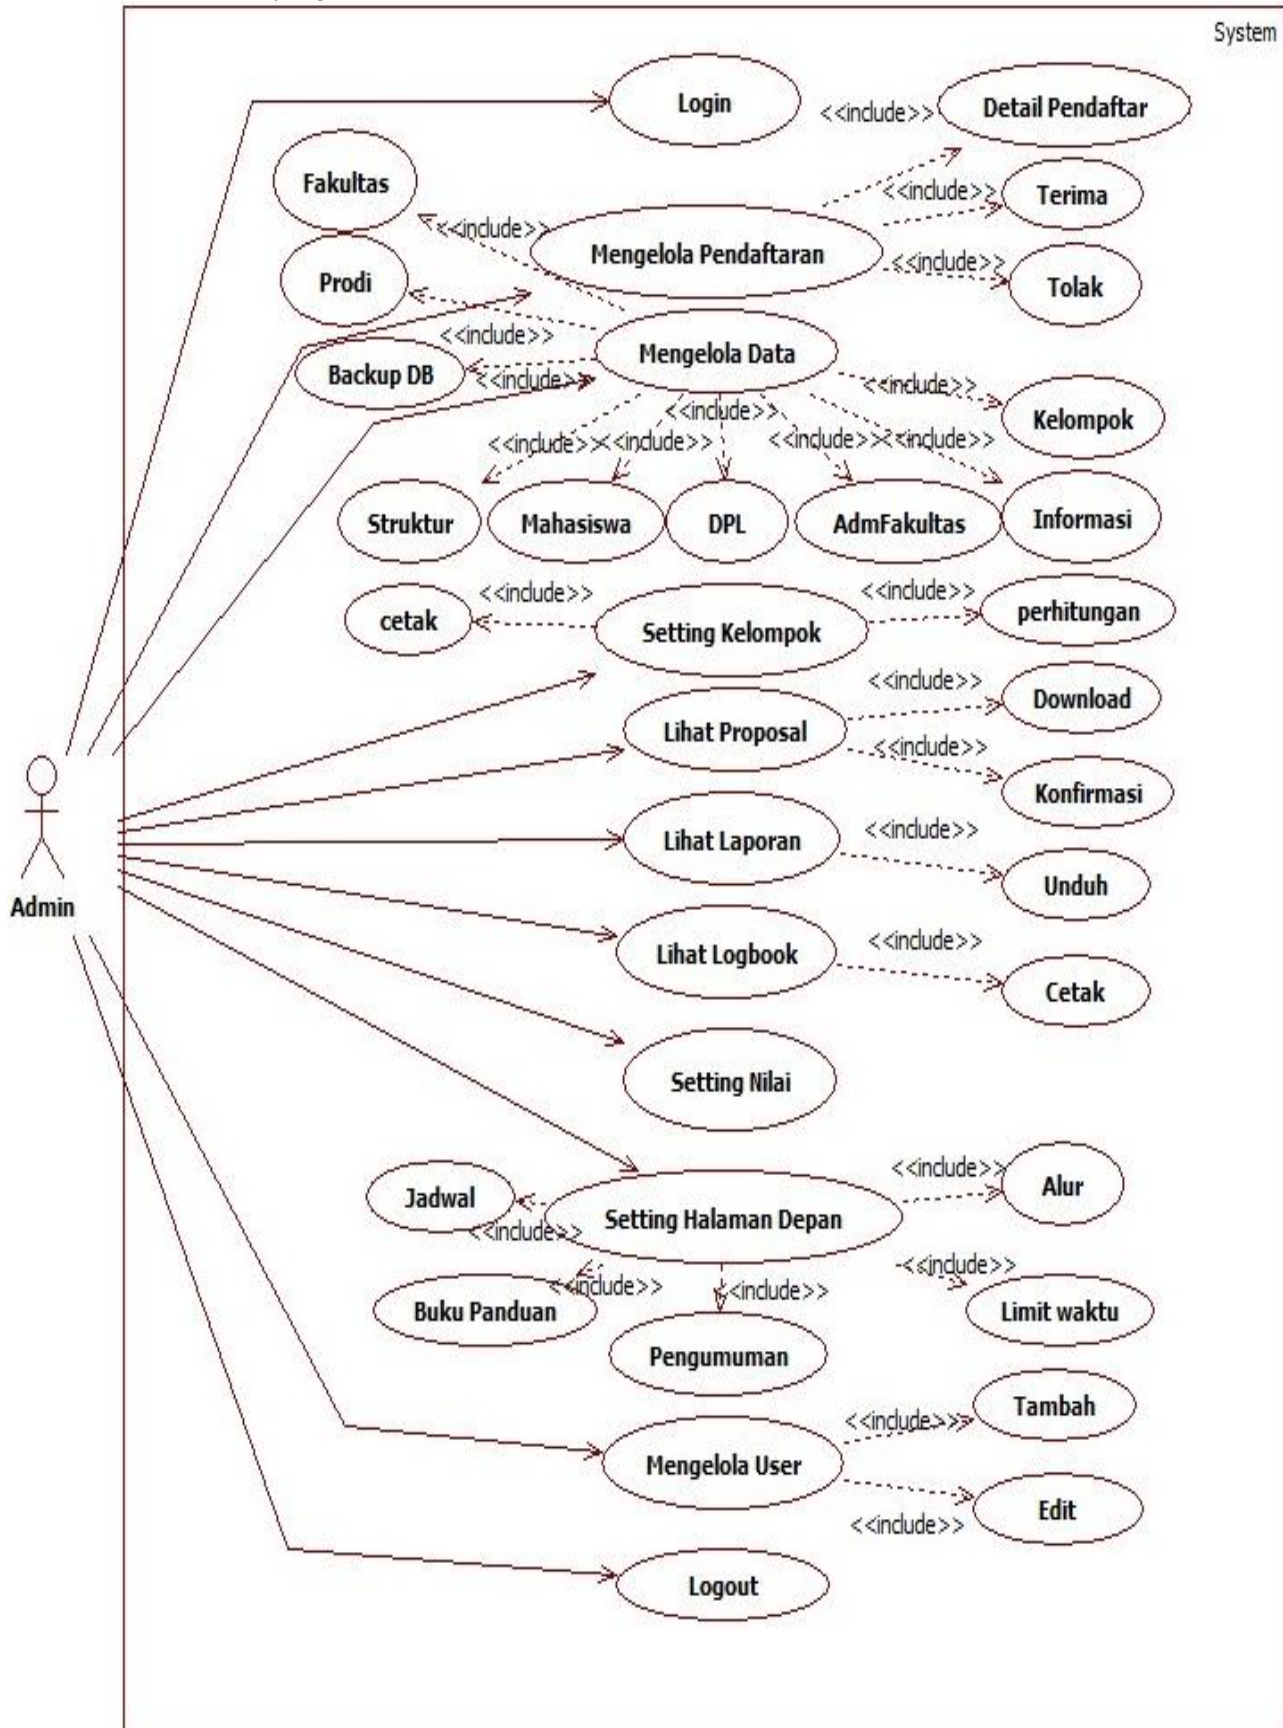 System
Login
<<include>>
Detail Pendaftar
Fakultas
<<include>>
Terima
<<include>>
Mengelola Pendaftaran
<<include>>
Tolak
Prodi
<<include>>
Mengelola Data
Backup DB
<<include>>
<<include>>
Kelompok
<<include>>
<<include>>
<<include>>
<<include>>
<<include>>
Struktur
Mahasiswa
DPL
AdmFakultas
Informasi
<<include>>
<<include>>
cetak
Setting Kelompok
perhitungan
<<include>>
Download
Lihat Proposal
<<include>>
Konfirmasi
<<include>>
Lihat Laporan
Unduh
Admin
<<include>>
Lihat Logbook
Cetak
Setting Nilai
<<include>>
Alur
Jadwal
Setting Halaman Depan
<<include>>
<<include>>
<<include>>
<<include>>
Buku Panduan
Limit waktu
Pengumuman
Tambah
<<include>>
Mengelola User
Edit
<<include>>
Logout